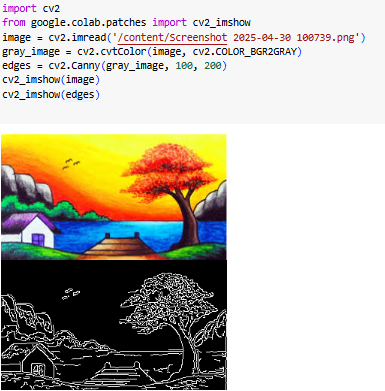 import cv2
from google.colab.patches import cv2_imshow
image = cv2.imread('/content/Screenshot 2025-04-30 100739.png')
gray_image = cv2.cvtColor(image, cv2.COLOR_BGR2GRAY)
edges = cv2.Canny(gray_image, 100, 200)
cv2_imshow(image)
cv2_imshow(edges)